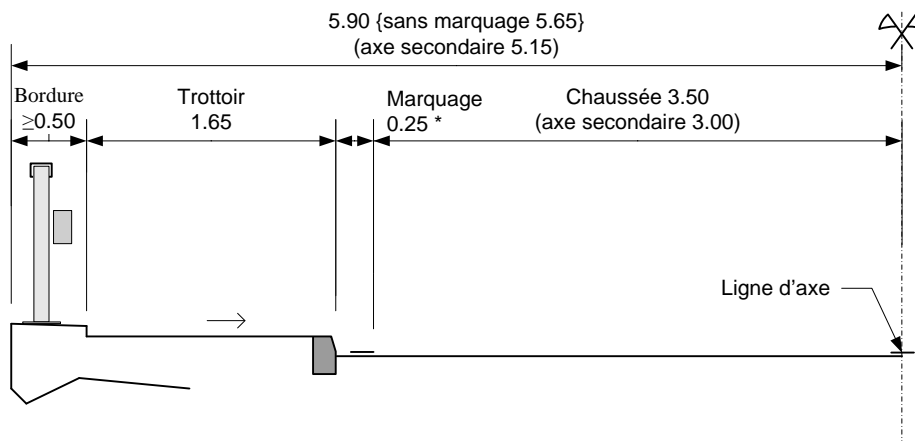 5.90 {sans marquage 5.65}
(axe secondaire 5.15)
Bordure
≥0.50
Trottoir
1.65
Marquage
0.25 *
Chaussée 3.50
(axe secondaire 3.00)
Ligne d'axe